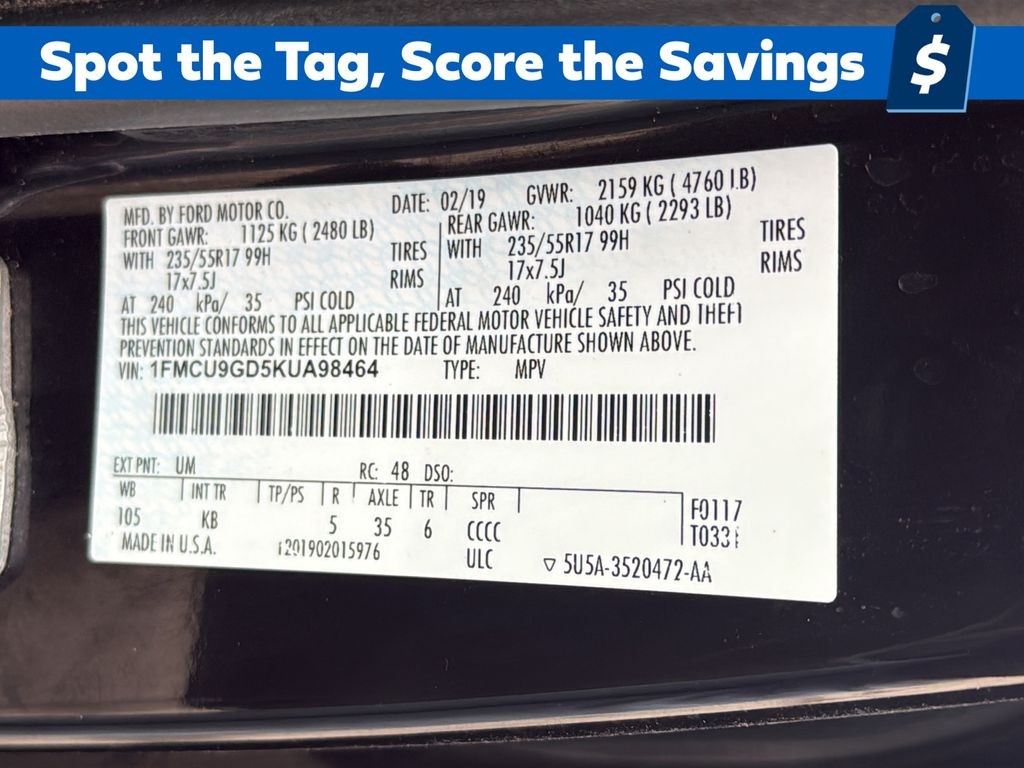 Spot the Tag, Score the Savings
$
MFD. BY FORD MOTOR CO. DATE: 02/19 GVWR: 2159 KG ( 4760 LB)
FRONT GAWR: 1125 KG ( 2480 LB) REAR GAWR: 1040 KG ( 2293 LB)
WITH 235/55R17 99H TIRES WITH 235/55R17 99H TIRES
17x7.5J RIMS 17x7.5J RIMS
AT 240 kPa/ 35 PSI COLD AT 240 kPa/ 35 PSI COLD
THIS VEHICLE CONFORMS TO ALL APPLICABLE FEDERAL MOTOR VEHICLE SAFETY AND THEFT
PREVENTION STANDARDS IN EFFECT ON THE DATE OF MANUFACTURE SHOWN ABOVE.
VIN: 1FMCU9GD5KUA98464 TYPE: MPV
EXT PNT: UM RC: 48 DSO:
WB INT TR TP/PS R AXLE TR SPR F0117
105 KB 5 35 6 CCCC
MADE IN U.S.A. ULC 5U5A-3520472-AA